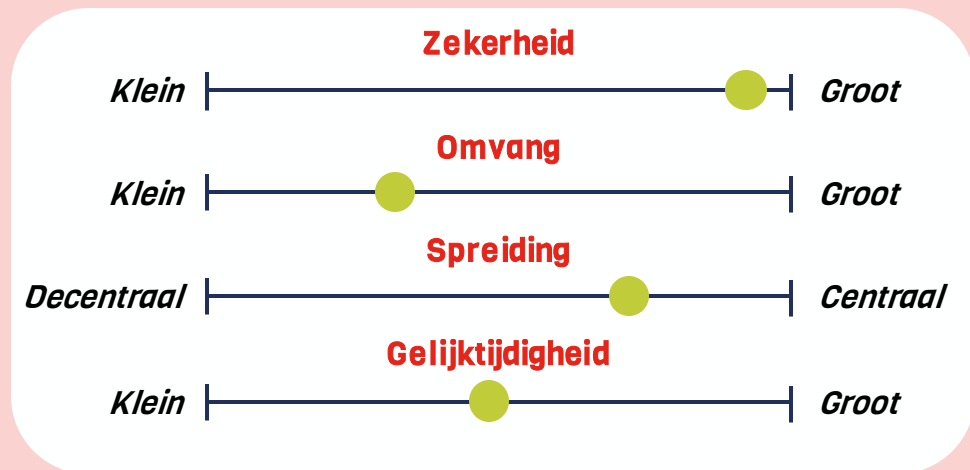 Zekerheid
Klein Groot
Omvang
Klein Groot
Spreiding
Decentraal Centraal
Gelijktijdigheid
Klein Groot